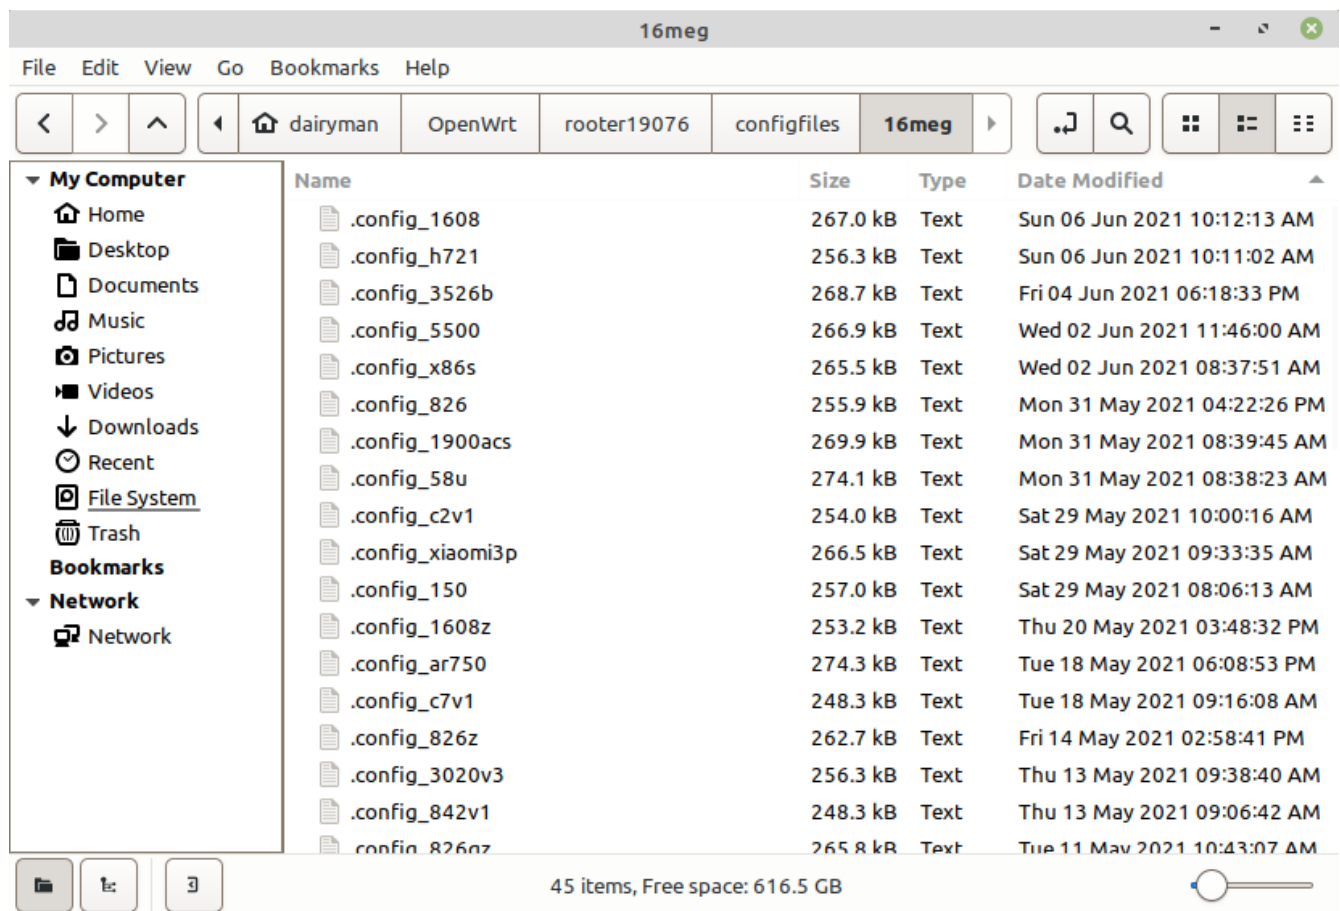 16meg
File Edit View Go Bookmarks Help
dairyman OpenWrt rooter19076 configfiles 16meg
My Computer
Home
Desktop
Documents
Music
Pictures
Videos
Downloads
Recent
File System
Trash
Bookmarks
Network
Network
Name Size Type Date Modified
.config_1608 267.0 kB Text Sun 06 Jun 2021 10:12:13 AM
.config_h721 256.3 kB Text Sun 06 Jun 2021 10:11:02 AM
.config_3526b 268.7 kB Text Fri 04 Jun 2021 06:18:33 PM
.config_5500 266.9 kB Text Wed 02 Jun 2021 11:46:00 AM
.config_x86s 265.5 kB Text Wed 02 Jun 2021 08:37:51 AM
.config_826 255.9 kB Text Mon 31 May 2021 04:22:26 PM
.config_1900acs 269.9 kB Text Mon 31 May 2021 08:39:45 AM
.config_58u 274.1 kB Text Mon 31 May 2021 08:38:23 AM
.config_c2v1 254.0 kB Text Sat 29 May 2021 10:00:16 AM
.config_xiaomi3p 266.5 kB Text Sat 29 May 2021 09:33:35 AM
.config_150 257.0 kB Text Sat 29 May 2021 08:06:13 AM
.config_1608z 253.2 kB Text Thu 20 May 2021 03:48:32 PM
.config_ar750 274.3 kB Text Tue 18 May 2021 06:08:53 PM
.config_c7v1 248.3 kB Text Tue 18 May 2021 09:16:08 AM
.config_826z 262.7 kB Text Fri 14 May 2021 02:58:41 PM
.config_3020v3 256.3 kB Text Thu 13 May 2021 09:38:40 AM
.config_842v1 248.3 kB Text Thu 13 May 2021 09:06:42 AM
265.8 kB Text Tue 11 May 2021 10:43:07 AM
45 items, Free space: 616.5 GB